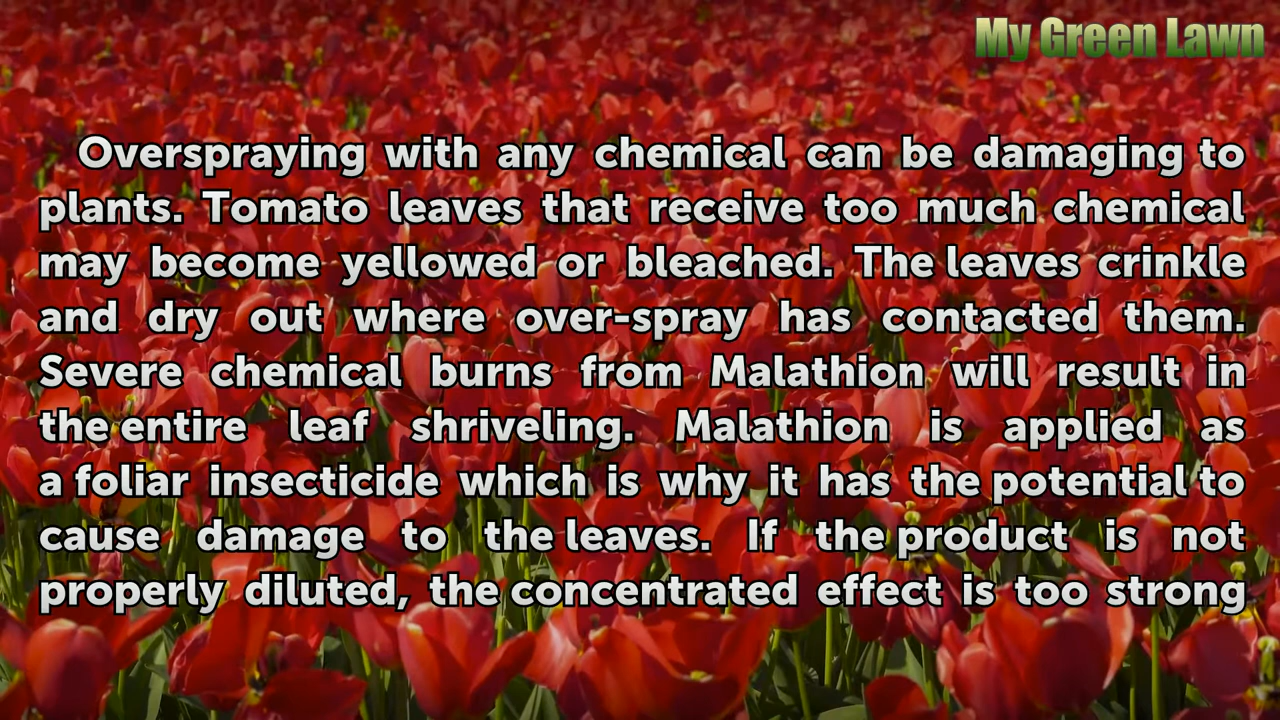 My Green Lawn
Overspraying with any chemical can be damaging to
plants. Tomato leaves that receive too much chemical
may become yellowed or bleached. The leaves crinkle
and dry out where over-spray has contacted them.
Severe chemical burns from Malathion will result in
the entire leaf shriveling. Malathion is applied as
a foliar insecticide which is why it has the potential to
cause damage to the leaves. If the product is not
properly diluted, the concentrated effect is too strong